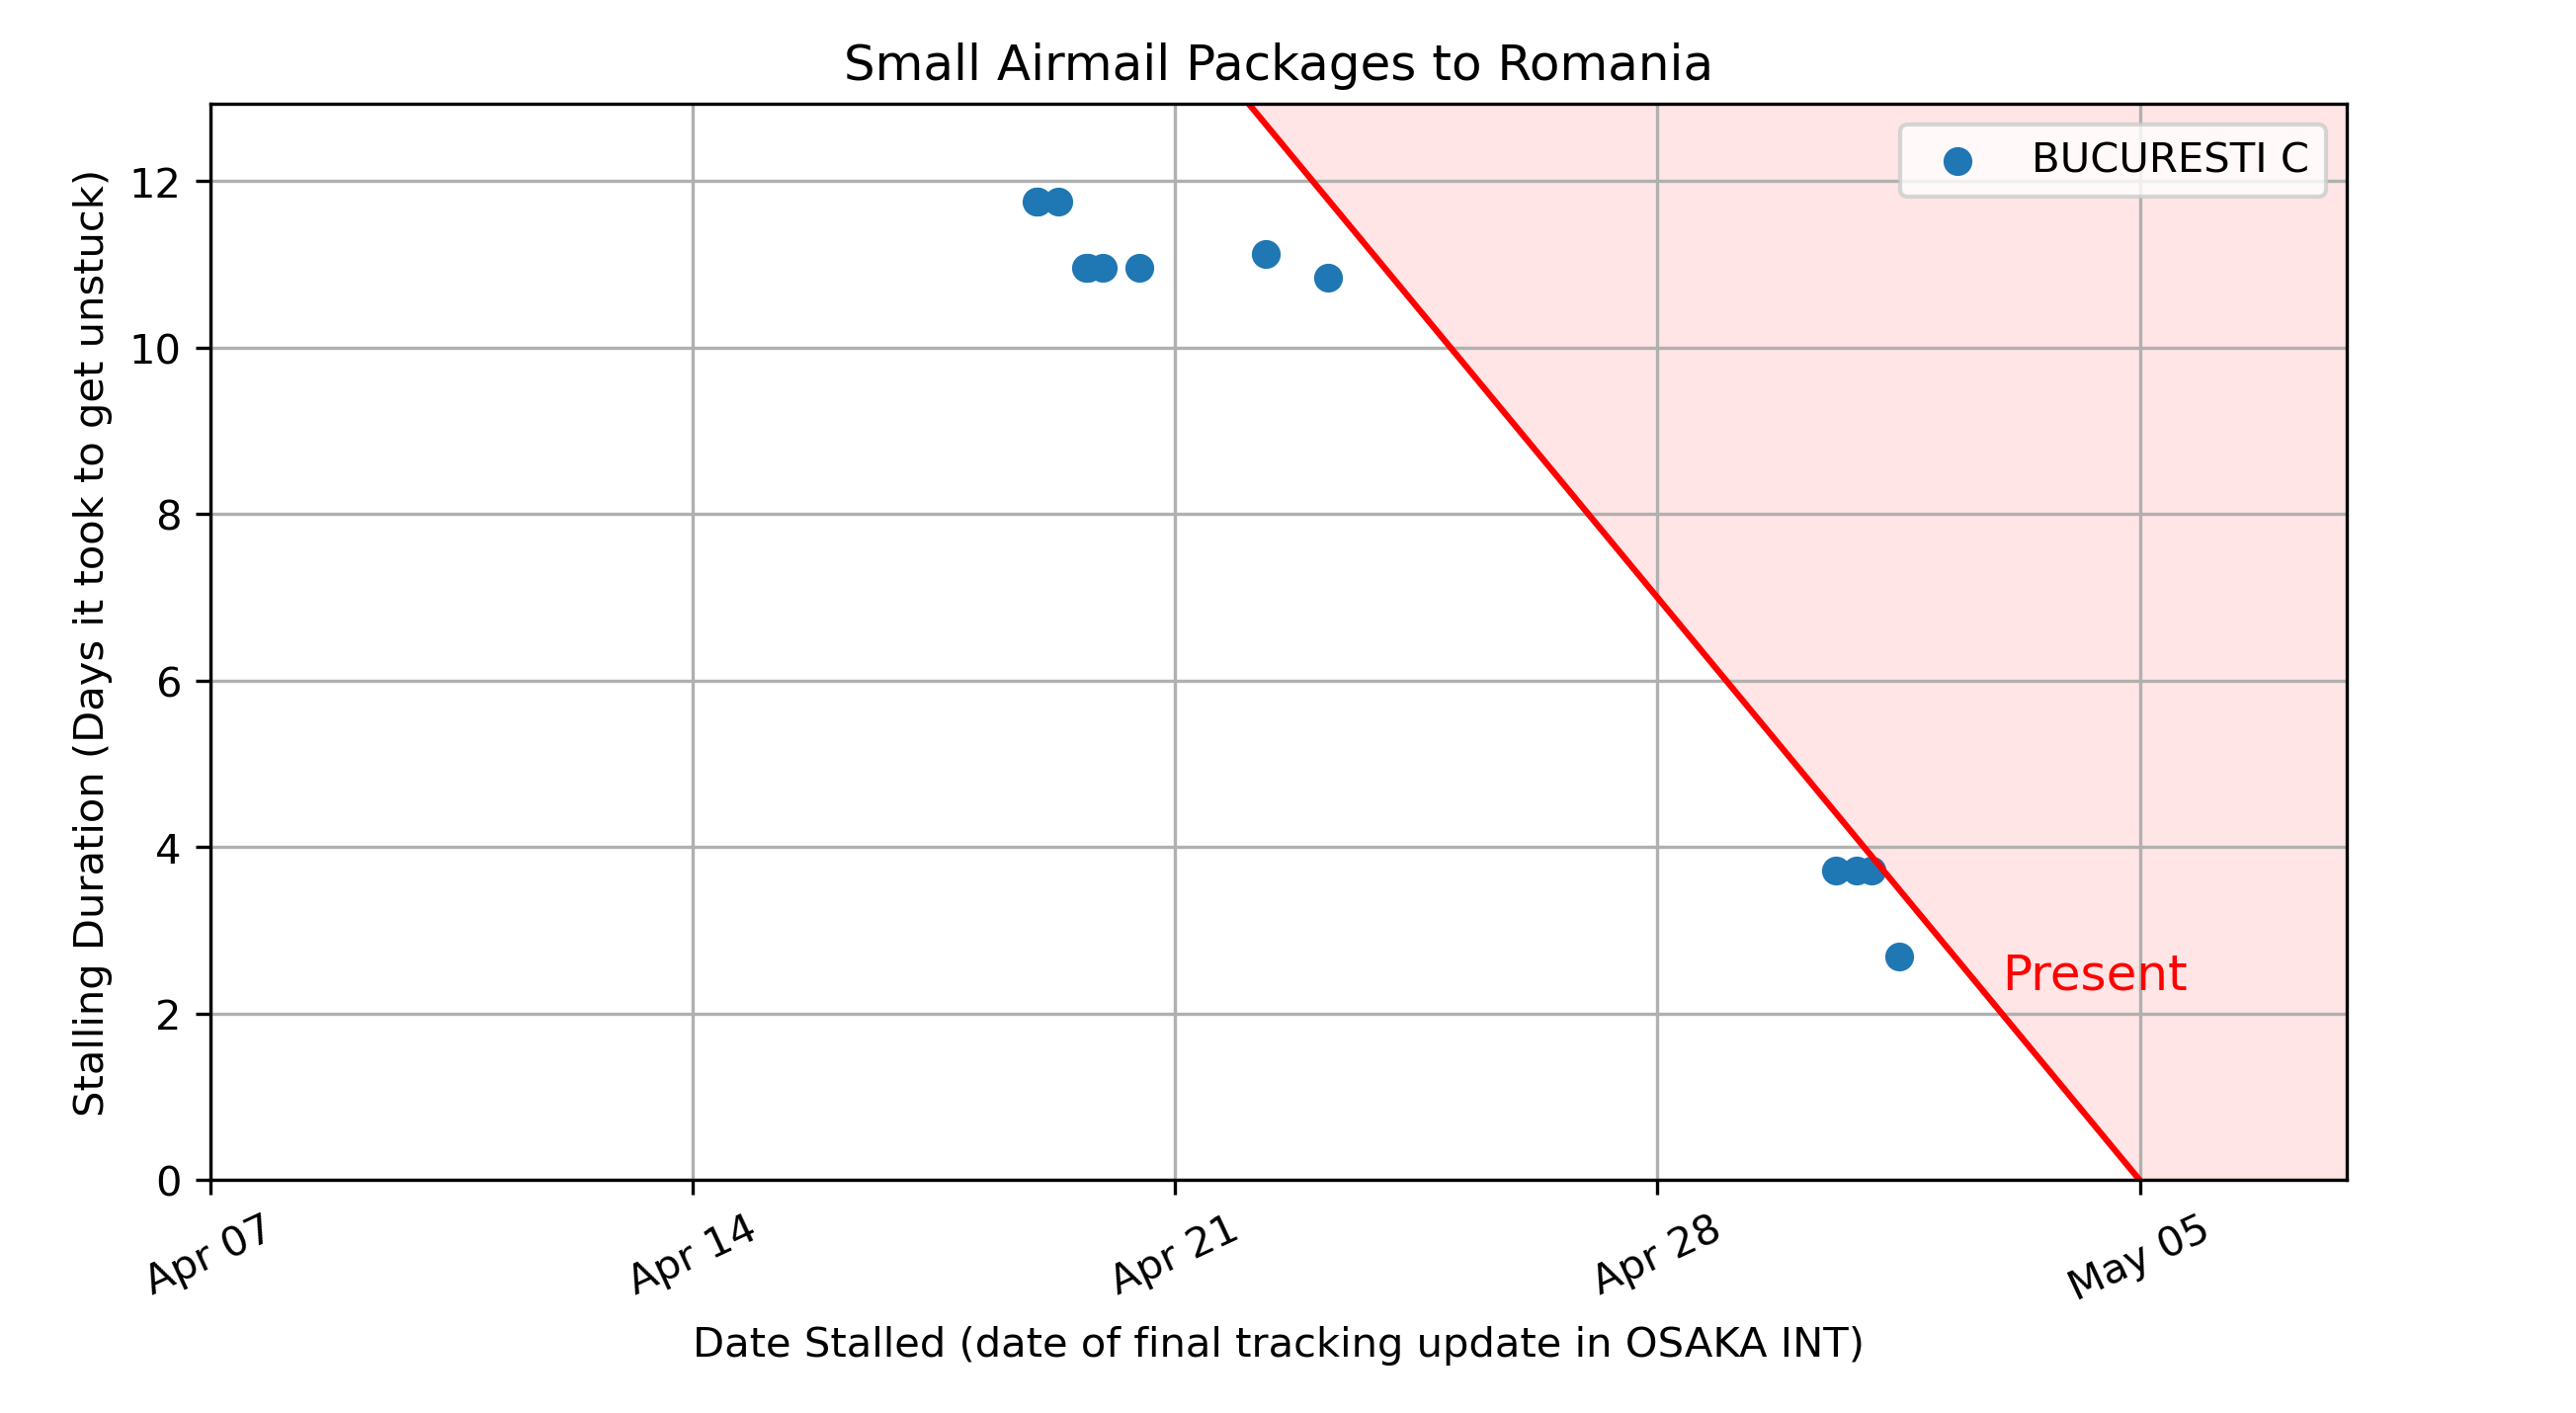 Small Airmail Packages to Romania
BUCURESTI C
Stalling Duration (Days it took to get unstuck)
12
10
8
6
4
2
0
Present
Apr 07
Apr 14
Apr 21
Apr 28
May 05
Date Stalled (date of final tracking update in OSAKA INT)